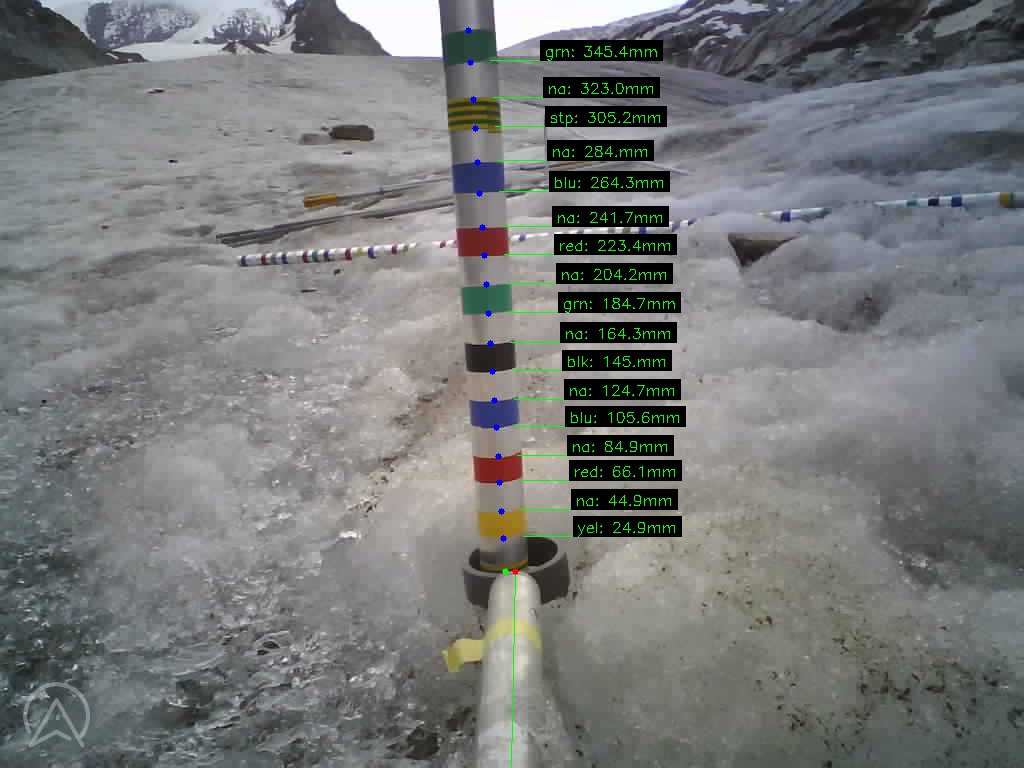 grn: 345.4mm
na: 323.0mm
stp: 305.2mm
na: 284.mm
blu: 264.3mm
na: 241.7mm
red: 223.4mm
na: 204.2mm
grn: 184.7mm
na: 164.3mm
blk: 145.mm
na: 124.7mm
blu: 105.6mm
na: 84.9mm
red: 66.1mm
na: 44.9mm
yel: 24.9mm